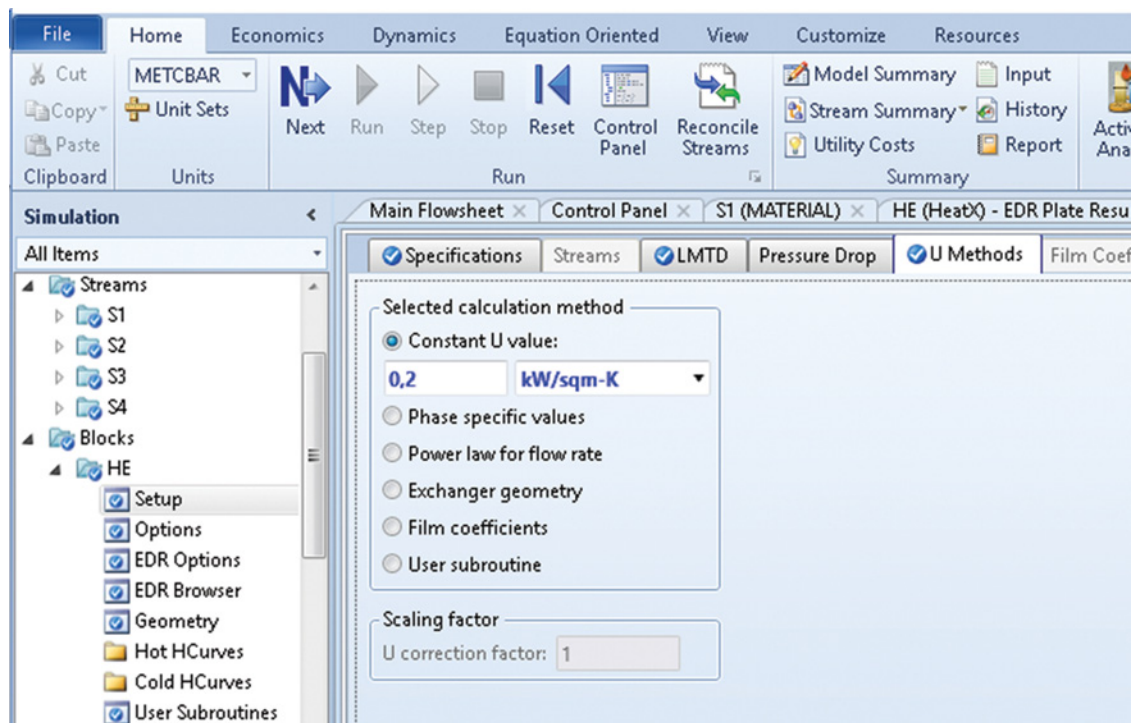 File Home Economics Dynamics Equation Oriented View Customize Resources
Cut METCBAR Model Summary Input
Copy Unit Sets Stream Summary History
Paste Next Run Step Stop Reset Control Panel Reconcile Streams Utility Costs Report
Clipboard Units Run Summary
Simulation Main Flowsheet Control Panel S1 (MATERIAL) HE (HeatX) - EDR Plate Resu
All Items Specifications Streams LMTD Pressure Drop U Methods Film Coef
Streams
S1
S2
S3
S4
Blocks
HE
Setup
Options
EDR Options
EDR Browser
Geometry
Hot HCurves
Cold HCurves
User Subroutines
Selected calculation method
Constant U value:
0,2 kW/sqm-K
Phase specific values
Power law for flow rate
Exchanger geometry
Film coefficients
User subroutine
Scaling factor
U correction factor: 1